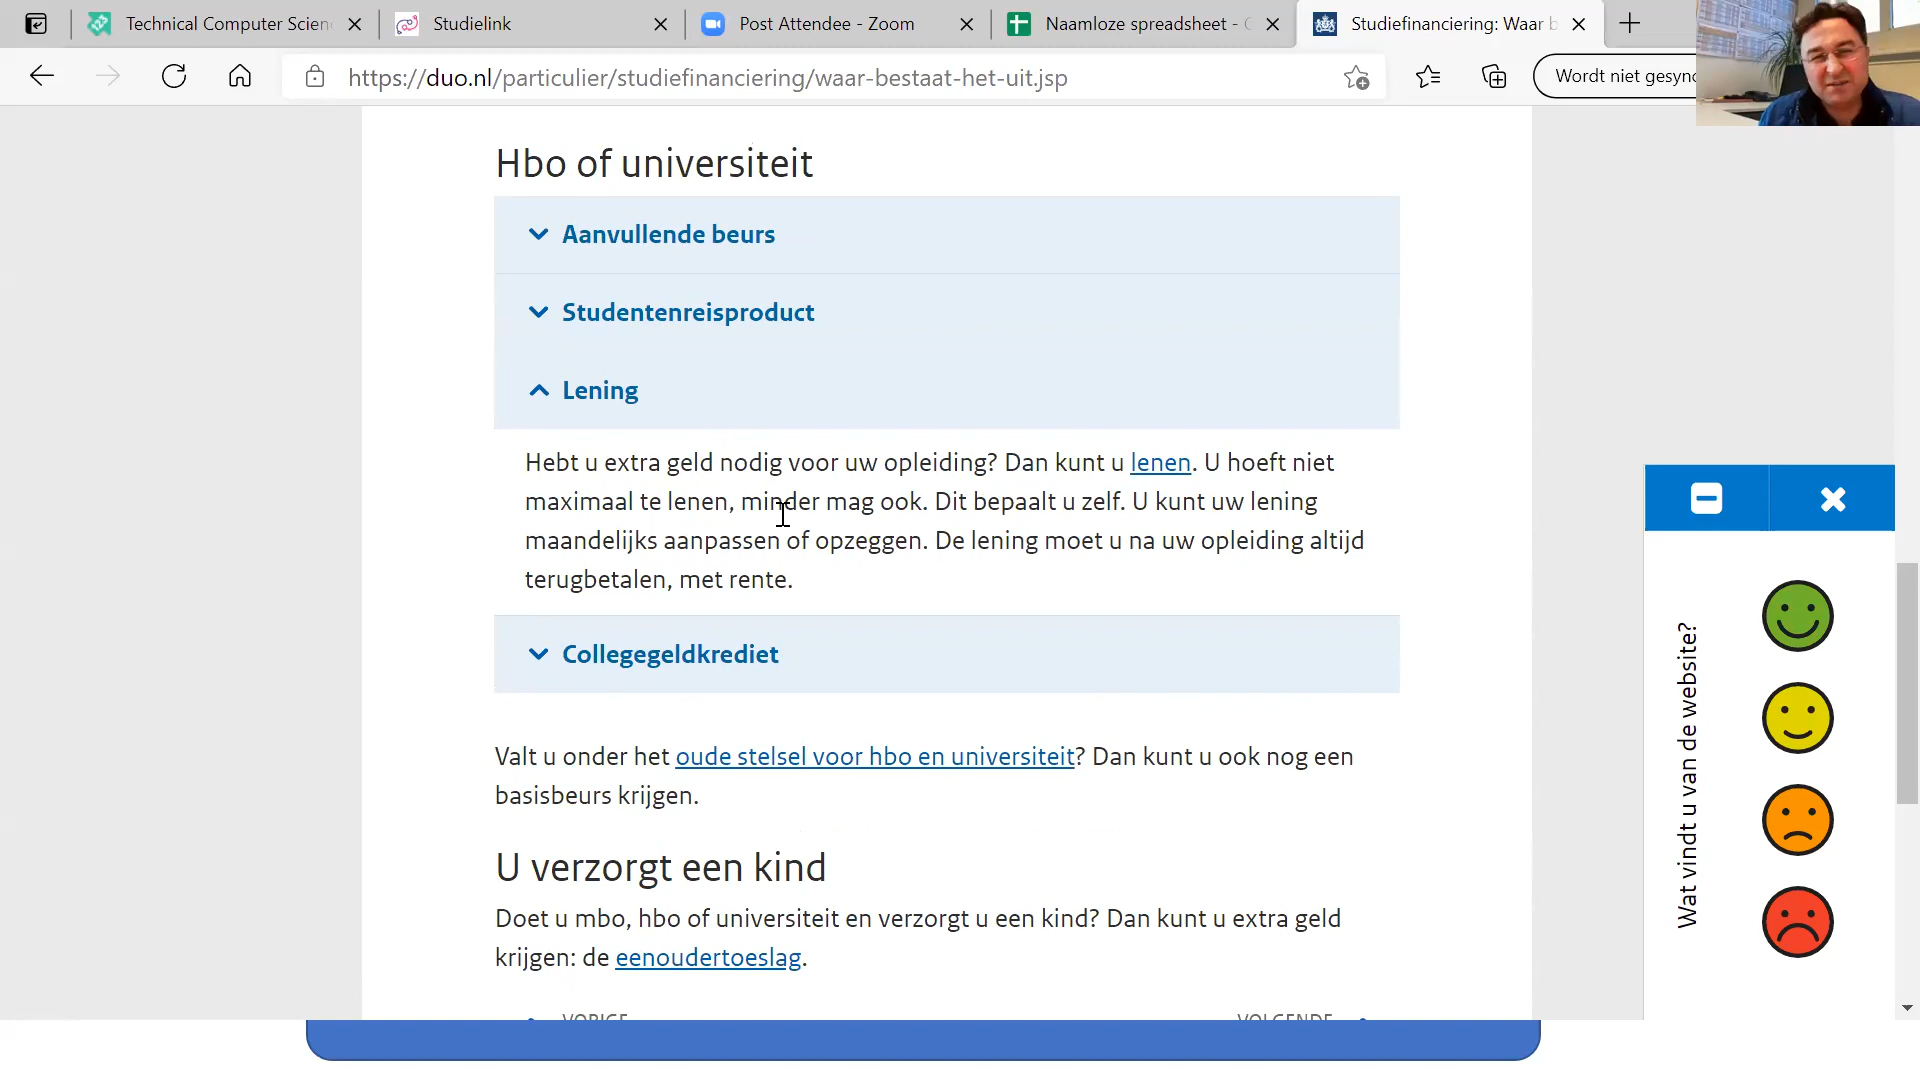 Technical Computer Scien
Studielink
Post Attendee - Zoom
Naamloze spreadsheet - G
Studiefinanciering: Waar b
https://duo.nl/particulier/studiefinanciering/waar-bestaat-het-uit.jsp
Wordt niet gesync
Hbo of universiteit
Aanvullende beurs
Studentenreisproduct
Lening
Hebt u extra geld nodig voor uw opleiding? Dan kunt u lenen. U hoeft niet
maximaal te lenen, minder mag ook. Dit bepaalt u zelf. U kunt uw lening
maandelijks aanpassen of opzeggen. De lening moet u na uw opleiding altijd
terugbetalen, met rente.
Collegegeldkrediet
Valt u onder het oude stelsel voor hbo en universiteit? Dan kunt u ook nog een
basisbeurs krijgen.
U verzorgt een kind
Doet u mbo, hbo of universiteit en verzorgt u een kind? Dan kunt u extra geld
krijgen: de eenoudertoeslag.
VORIGE
VOLGENDE
Wat vindt u van de website?